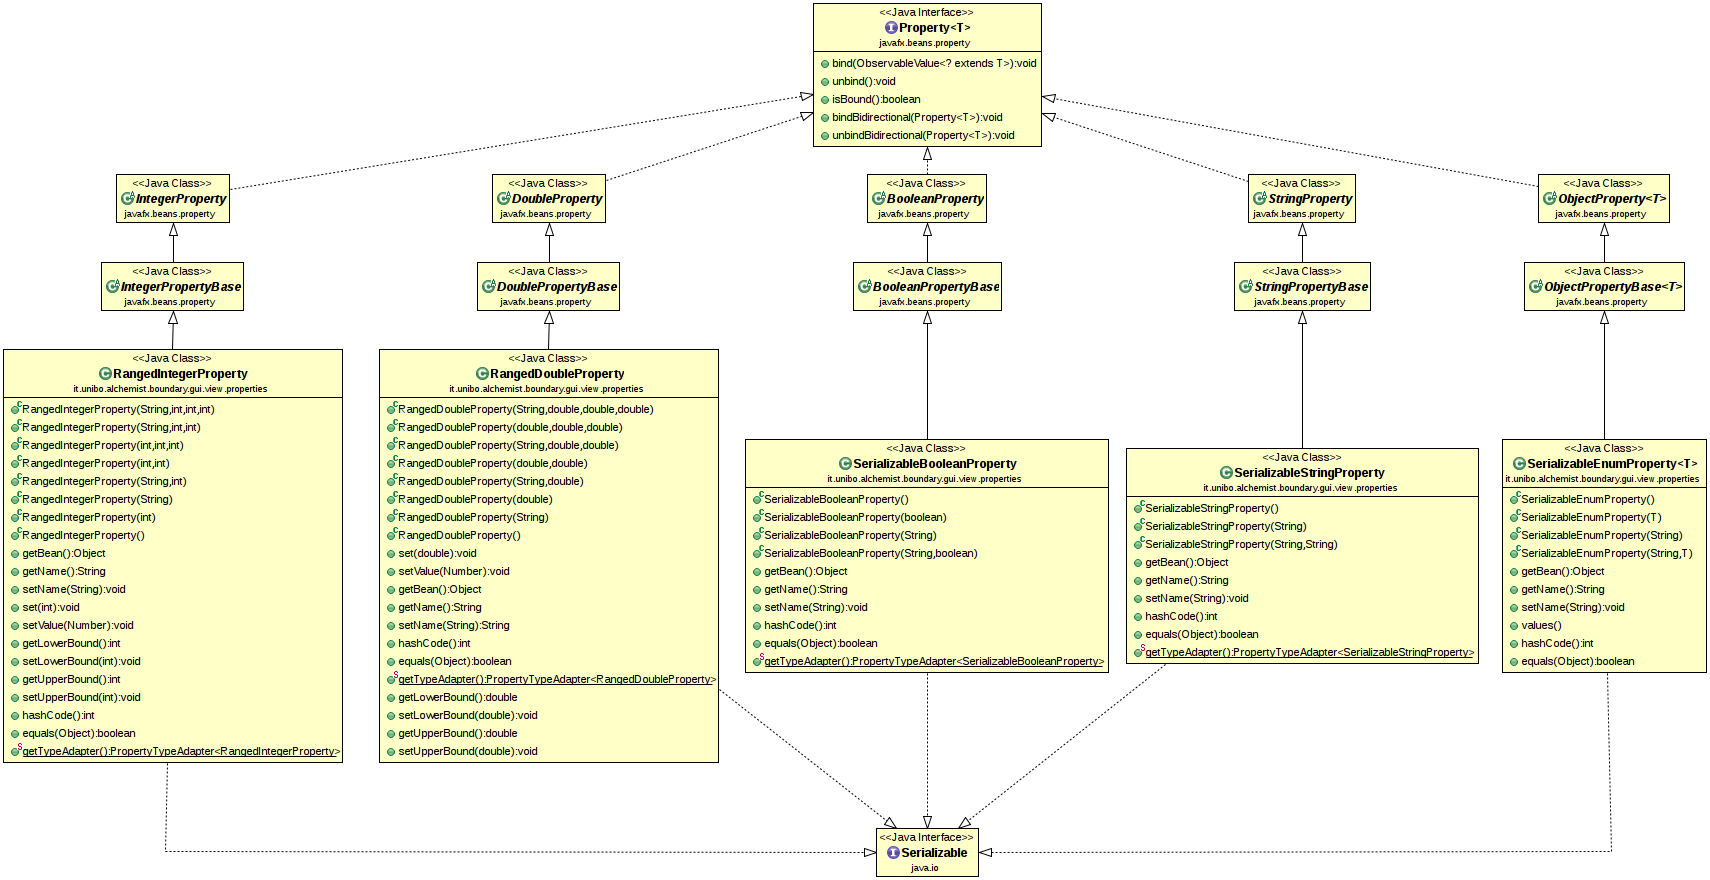 <<Java Interface>>
Property<T>
javafx.beans.property
bind(ObservableValue<? extends T>):void
unbind():void
isBound():boolean
bindBidirectional(Property<T>):void
unbindBidirectional(Property<T>):void
<<Java Class>>
IntegerProperty
javafx.beans.property
<<Java Class>>
DoubleProperty
javafx.beans.property
<<Java Class>>
BooleanProperty
javafx.beans.property
<<Java Class>>
StringProperty
javafx.beans.property
<<Java Class>>
ObjectProperty<T>
javafx.beans.property
<<Java Class>>
IntegerPropertyBase
javafx.beans.property
<<Java Class>>
DoublePropertyBase
javafx.beans.property
<<Java Class>>
BooleanPropertyBase
javafx.beans.property
<<Java Class>>
StringPropertyBase
javafx.beans.property
<<Java Class>>
ObjectPropertyBase<T>
javafx.beans.property
<<Java Class>>
RangedIntegerProperty
it.unibo.alchemist.boundary.gui.view.properties
RangedIntegerProperty(String,int,int,int)
RangedIntegerProperty(String,int,int)
RangedIntegerProperty(int,int,int)
RangedIntegerProperty(int,int)
RangedIntegerProperty(String,int)
RangedIntegerProperty(String)
RangedIntegerProperty(int)
RangedIntegerProperty()
getBean():Object
getName():String
setName(String):void
set(int):void
setValue(Number):void
getLowerBound():int
setLowerBound(int):void
getUpperBound():int
setUpperBound(int):void
hashCode():int
equals(Object):boolean
getTypeAdapter():PropertyTypeAdapter<RangedIntegerProperty>
<<Java Class>>
RangedDoubleProperty
it.unibo.alchemist.boundary.gui.view.properties
RangedDoubleProperty(String,double,double,double)
RangedDoubleProperty(double,double,double)
RangedDoubleProperty(String,double,double)
RangedDoubleProperty(double,double)
RangedDoubleProperty(String,double)
RangedDoubleProperty(double)
RangedDoubleProperty(String)
RangedDoubleProperty()
set(double):void
setValue(Number):void
getBean():Object
getName():String
setName(String):String
hashCode():int
equals(Object):boolean
getTypeAdapter():PropertyTypeAdapter<RangedDoubleProperty>
getLowerBound():double
setLowerBound(double):void
getUpperBound():double
setUpperBound(double):void
<<Java Class>>
SerializableBooleanProperty
it.unibo.alchemist.boundary.gui.view.properties
SerializableBooleanProperty()
SerializableBooleanProperty(boolean)
SerializableBooleanProperty(String)
SerializableBooleanProperty(String,boolean)
getBean():Object
getName():String
setName(String):void
hashCode():int
equals(Object):boolean
getTypeAdapter():PropertyTypeAdapter<SerializableBooleanProperty>
<<Java Class>>
SerializableStringProperty
it.unibo.alchemist.boundary.gui.view.properties
SerializableStringProperty()
SerializableStringProperty(String)
SerializableStringProperty(String,String)
getBean():Object
getName():String
setName(String):void
hashCode():int
equals(Object):boolean
getTypeAdapter():PropertyTypeAdapter<SerializableStringProperty>
<<Java Class>>
SerializableEnumProperty<T>
it.unibo.alchemist.boundary.gui.view.properties
SerializableEnumProperty()
SerializableEnumProperty(T)
SerializableEnumProperty(String)
SerializableEnumProperty(String,T)
getBean():Object
getName():String
setName(String):void
values()
hashCode():int
equals(Object):boolean
<<Java Interface>>
Serializable
java.io